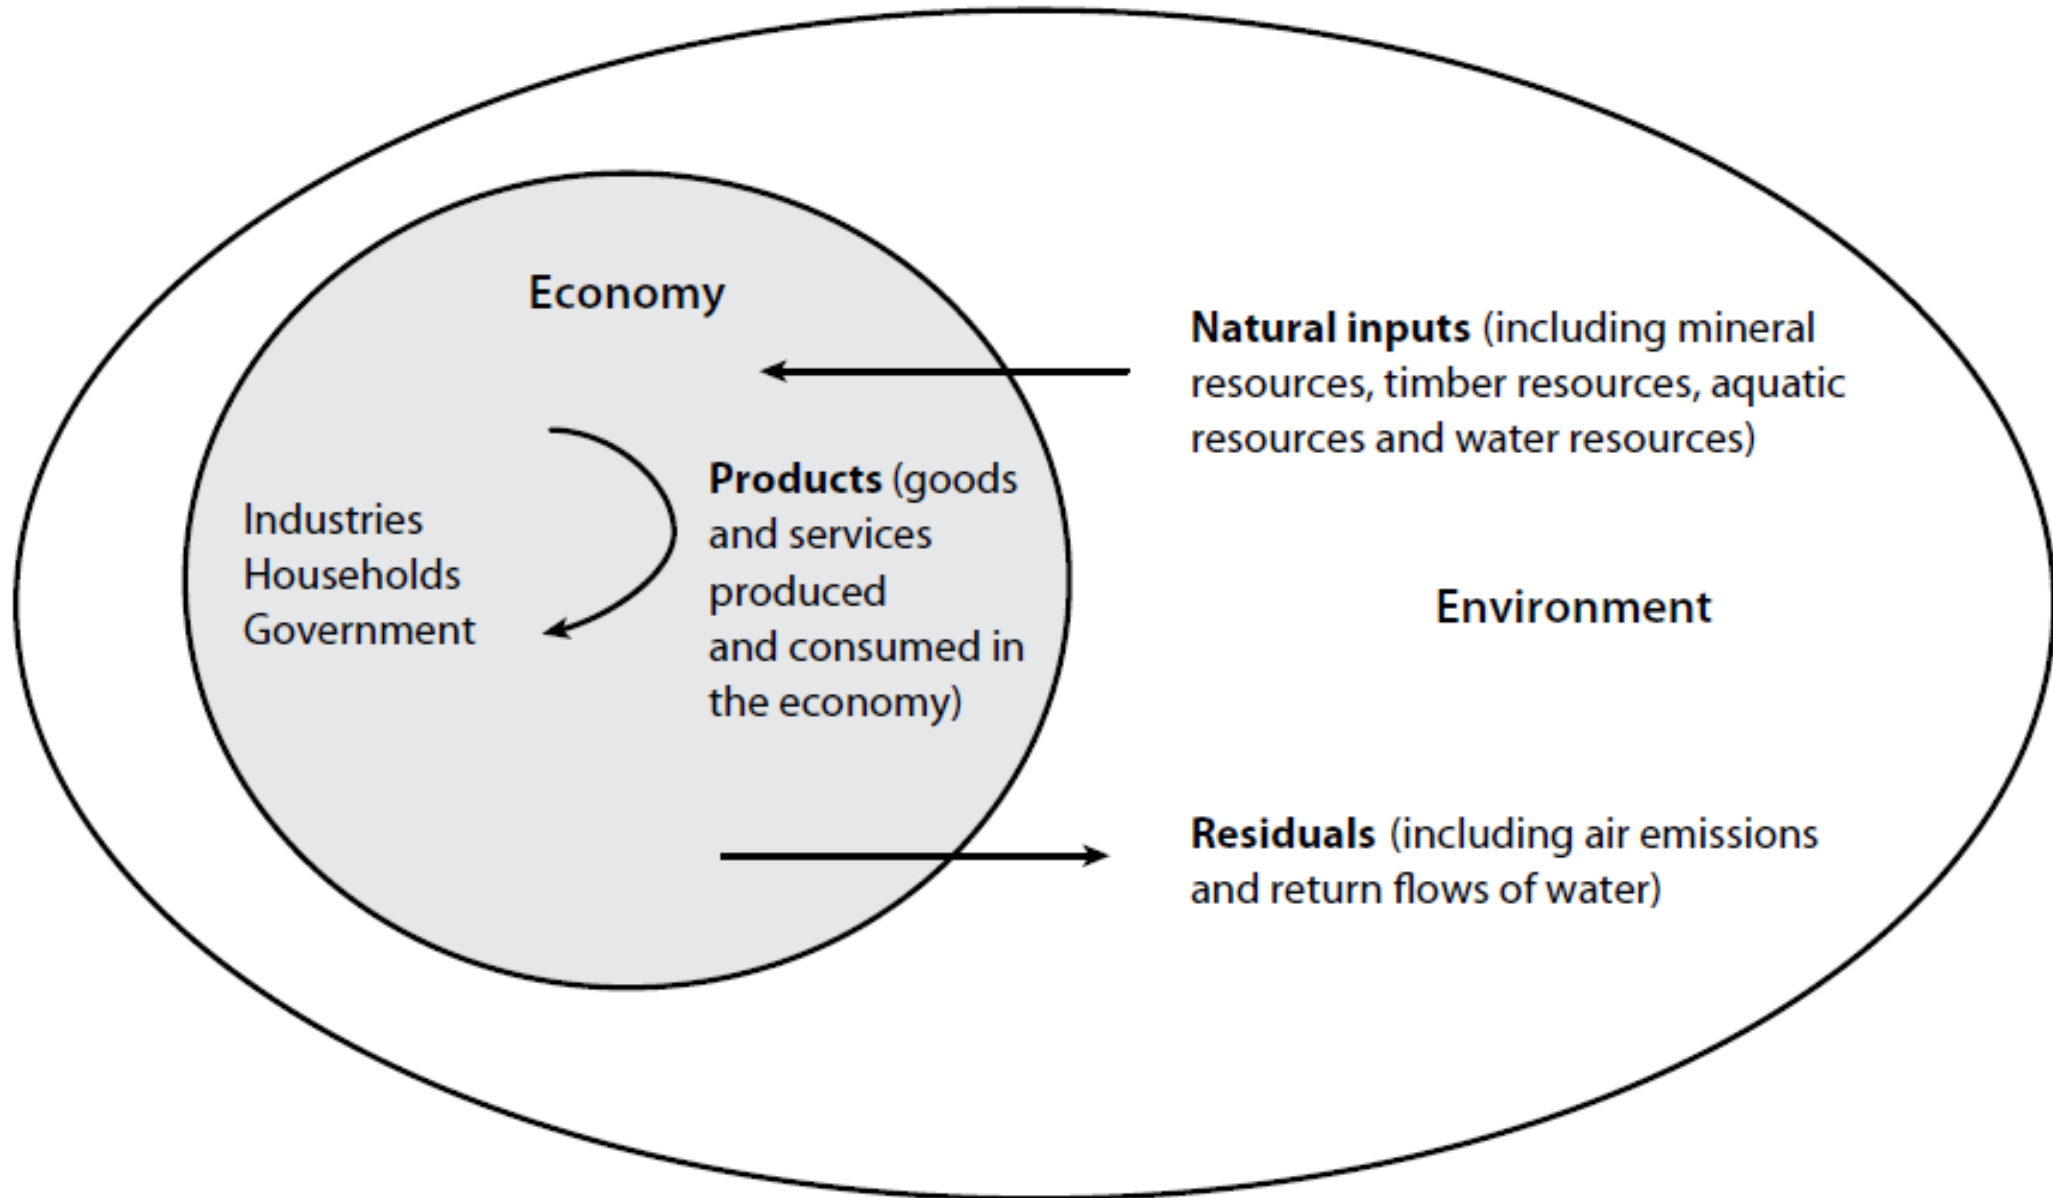 Economy
Natural inputs (including mineral
resources, timber resources, aquatic
resources and water resources)
Products (goods
and services
produced
and consumed in
the economy)
Industries
Households
Government
Environment
Residuals (including air emissions
and return flows of water)